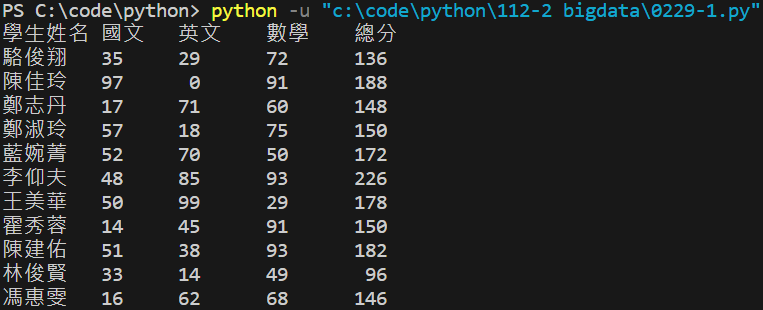 PS C:\code\python> python -u "c:\code\python\112-2 bigdata\0229-1.py"
學生姓名 國文 英文 數學 總分
駱俊翔 35 29 72 136
陳佳玲 97 0 91 188
鄭志丹 17 71 60 148
鄭淑玲 57 18 75 150
藍婉菁 52 70 50 172
李仰夫 48 85 93 226
王美華 50 99 29 178
霍秀蓉 14 45 91 150
陳建佑 51 38 93 182
林俊賢 33 14 49 96
馮惠雯 16 62 68 146